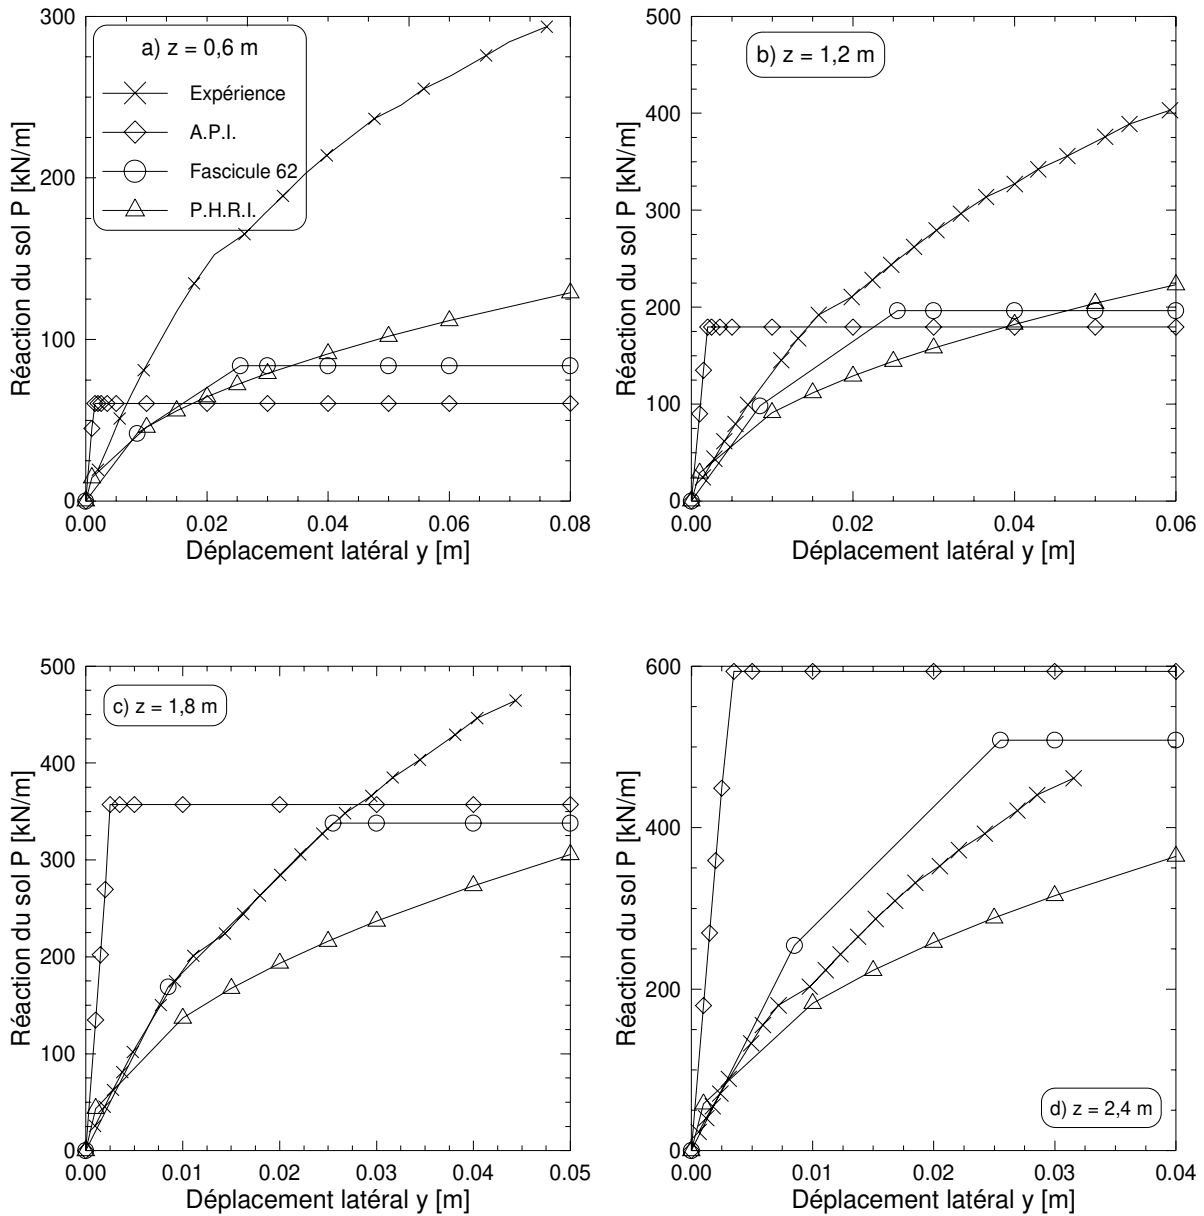 a) z = 0,6 m
Expérience
A.P.I.
Fascicule 62
P.H.R.I.
Réaction du sol P [kN/m]
300
200
100
0
0.00 0.02 0.04 0.06 0.08
Déplacement latéral y [m]
b) z = 1,2 m
Réaction du sol P [kN/m]
500
400
300
200
100
0
0.00 0.02 0.04 0.06
Déplacement latéral y [m]
c) z = 1,8 m
Réaction du sol P [kN/m]
500
400
300
200
100
0
0.00 0.01 0.02 0.03 0.04 0.05
Déplacement latéral y [m]
d) z = 2,4 m
Réaction du sol P [kN/m]
600
400
200
0
0.00 0.01 0.02 0.03 0.04
Déplacement latéral y [m]